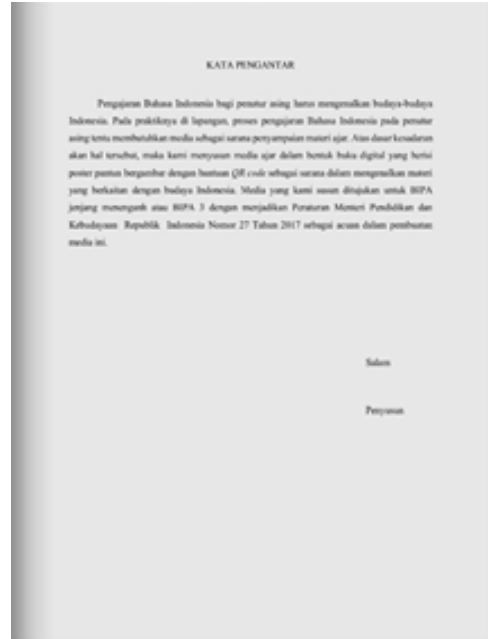 KATA PENGANTAR
Pengajaran Bahasa Indonesia bagi penutur asing harus mengenalkan budaya-budaya
Indonesia. Pada praktiknya di lapangan, proses pengajaran Bahasa Indonesia pada penutur
asing tentu membutuhkan media sebagai sarana penyampaian materi ajar. Atas dasar kesadaran
akan hal tersebut, maka kami menyusun media ajar dalam bentuk buku digital yang berisi
poster pantun bergambar dengan bantuan QR code sebagai sarana dalam mengenalkan materi
yang berkaitan dengan budaya Indonesia. Media yang kami susun ditujukan untuk BIPA
jenjang menengah atau BIPA 3 dengan menjadikan Peraturan Menteri Pendidikan dan
Kebudayaan Republik Indonesia Nomor 27 Tahun 2017 sebagai acuan dalam pembuatan
media ini.
Salam
Penyusun